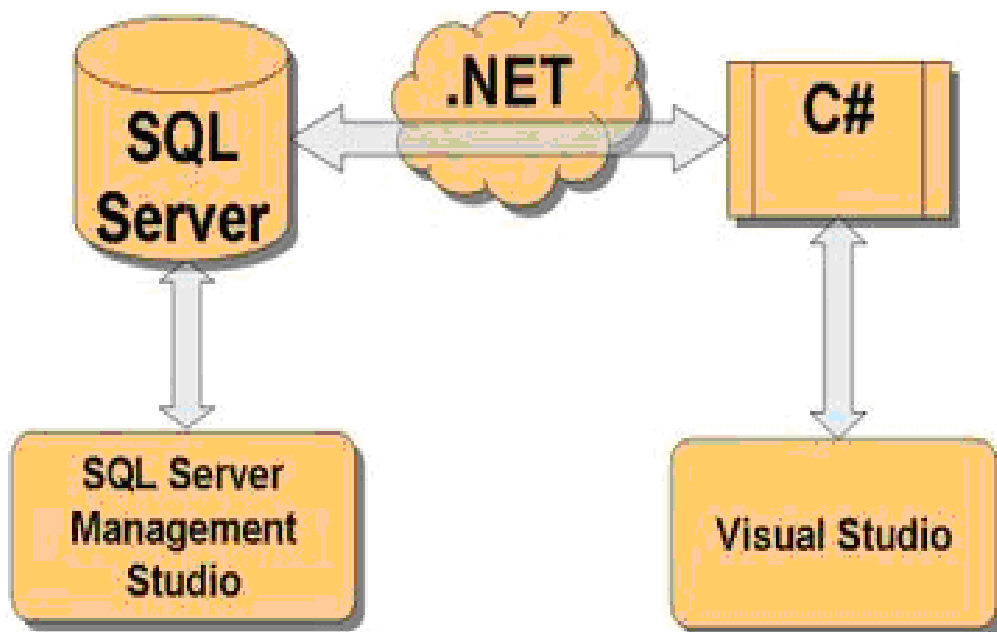 .NET
SQL
Server
C#
SQL Server
Management
Studio
Visual Studio